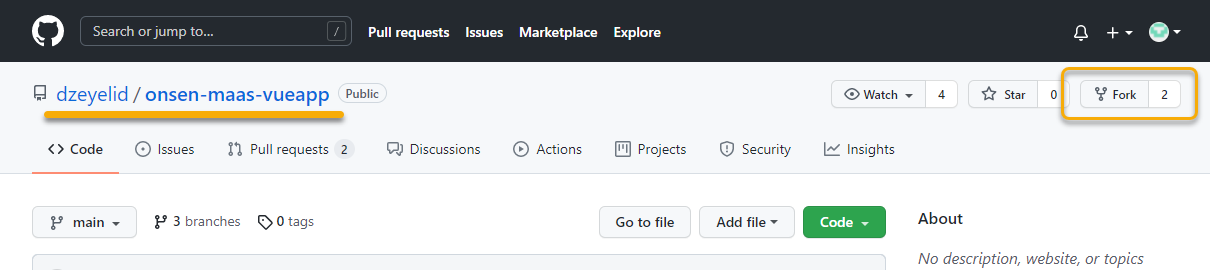 Search or jump to... / Pull requests Issues Marketplace Explore
dzeyelid / onsen-maas-vueapp Public Watch 4 Star 0 Fork 2
Code Issues Pull requests 2 Discussions Actions Projects Security Insights
main 3 branches 0 tags Go to file Add file Code About
No description, website, or topics